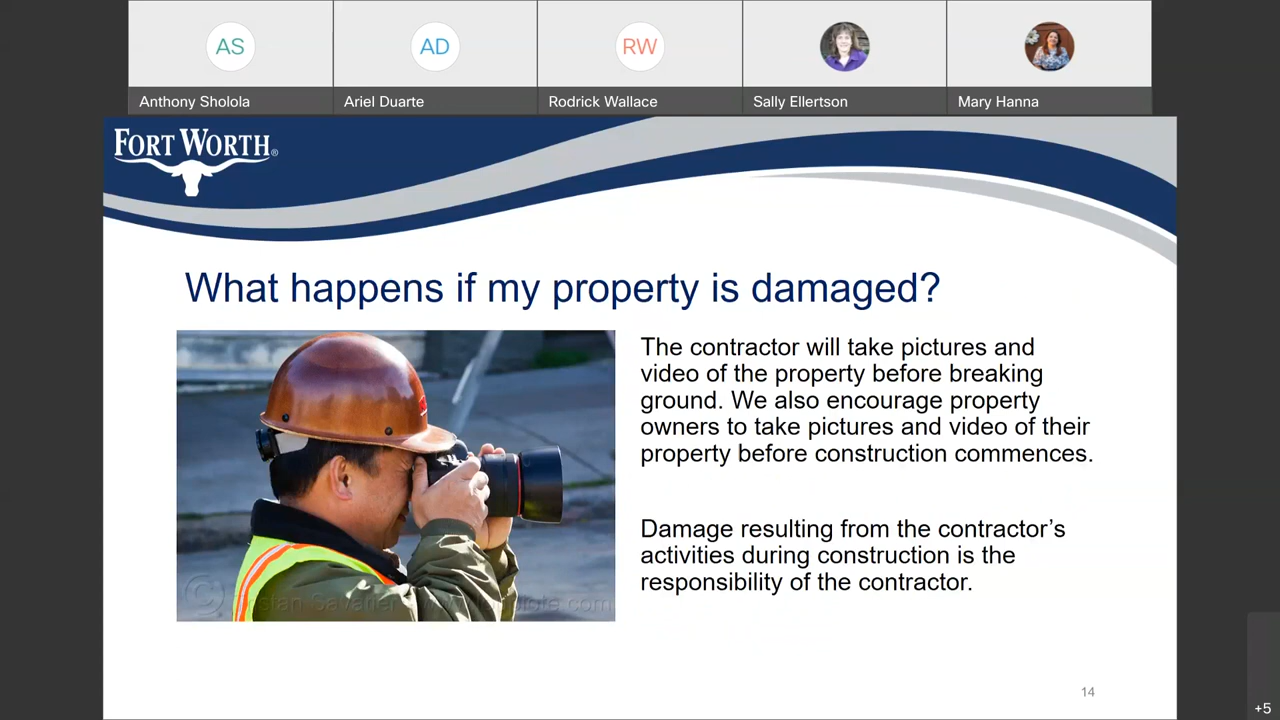 AS
AD
RW
Anthony Sholola
Ariel Duarte
Rodrick Wallace
Sally Ellertson
Mary Hanna
FORT WORTH®
What happens if my property is damaged?
The contractor will take pictures and
video of the property before breaking
ground. We also encourage property
owners to take pictures and video of their
property before construction commences.
Damage resulting from the contractor’s
activities during construction is the
responsibility of the contractor.
14
+5